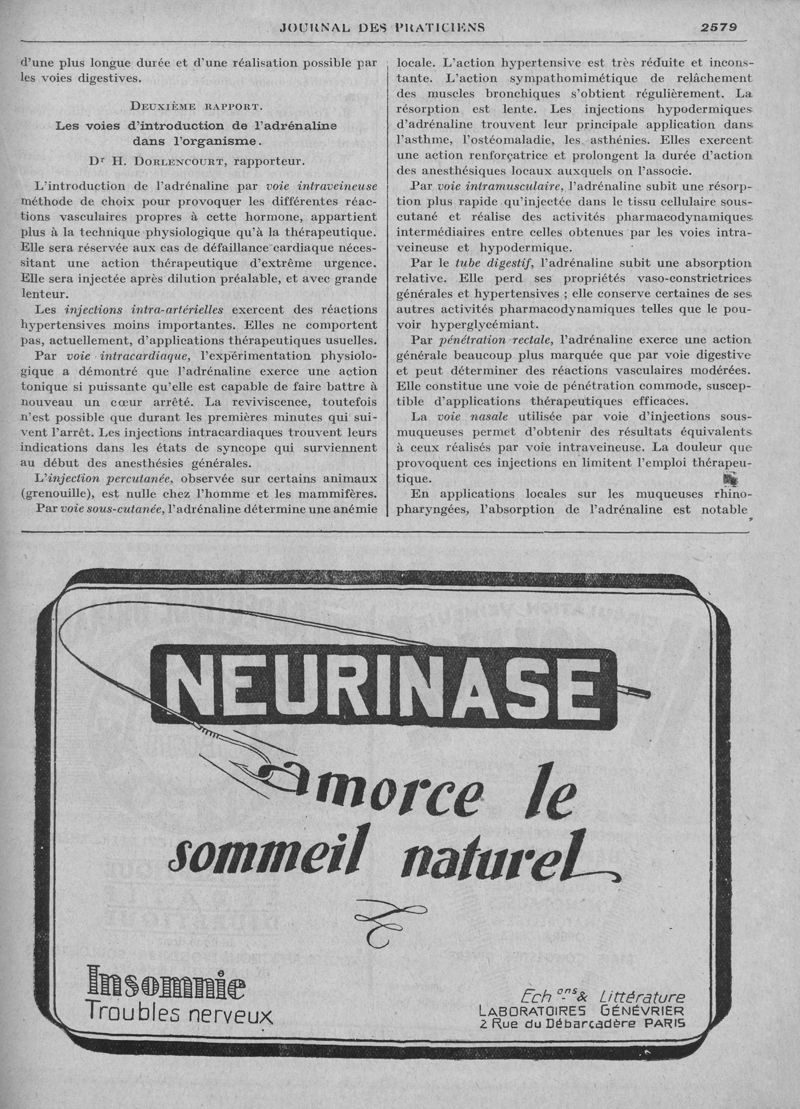 JOURNAL DES PRATICIENS 2579
d'une plus longue durée et d'une réalisation possible par
les voies digestives.
DEUXIÈME RAPPORT.
Les voies d'introduction de l'adrénaline
dans l'organisme.
Dr H. DORLENCOURT, rapporteur.
L'introduction de l'adrénaline par voie intraveineuse
méthode de choix pour provoquer les différentes réac-
tions vasculaires propres à cette hormone, appartient
plus à la technique physiologique qu'à la thérapeutique.
Elle sera réservée aux cas de défaillance cardiaque néces-
sitant une action thérapeutique d'extrême urgence.
Elle sera injectée après dilution préalable, et avec grande
lenteur.
Les injections intra-artérielles exercent des réactions
hypertensives moins importantes. Elles ne comportent
pas, actuellement, d'applications thérapeutiques usuelles.
Par voie intracardiaque, l'expérimentation physiolo-
gique a démontré que l'adrénaline exerce une action
tonique si puissante qu'elle est capable de faire battre à
nouveau un cœur arrêté. La reviviscence, toutefois
n'est possible que durant les premières minutes qui sui-
vent l'arrêt. Les injections intracardiaques trouvent leurs
indications dans les états de syncope qui surviennent
au début des anesthésies générales.
L'injection percutanée, observée sur certains animaux
(grenouille), est nulle chez l'homme et les mammifères.
Par voie sous-cutanée, l'adrénaline détermine une anémie
locale. L'action hypertensive est très réduite et incons-
tante. L'action sympathomimétique de relâchement
des muscles bronchiques s'obtient régulièrement. La
résorption est lente. Les injections hypodermiques
d'adrénaline trouvent leur principale application dans
l'asthme, l'ostéomaladie, les asthénies. Elles exercent
une action renforçatrice et prolongent la durée d'action
des anesthésiques locaux auxquels on l'associe.
Par voie intramusculaire, l'adrénaline subit une résorp-
tion plus rapide qu'injectée dans le tissu cellulaire sous-
cutané et réalise des activités pharmacodynamiques
intermédiaires entre celles obtenues par les voies intra-
veineuse et hypodermique.
Par le tube digestif, l'adrénaline subit une absorption
relative. Elle perd ses propriétés vaso-constrictrices
générales et hypertensives ; elle conserve certaines de ses
autres activités pharmacodynamiques telles que le pou-
voir hyperglycémiant.
Par pénétration rectale, l'adrénaline exerce une action
générale beaucoup plus marquée que par voie digestive
et peut déterminer des réactions vasculaires modérées.
Elle constitue une voie de pénétration commode, suscep-
tible d'applications thérapeutiques efficaces.
La voie nasale utilisée par voie d'injections sous-
muqueuses permet d'obtenir des résultats équivalents
à ceux réalisés par voie intraveineuse. La douleur que
provoquent ces injections en limitent l'emploi thérapeu-
tique.
En applications locales sur les muqueuses rhino-
pharyngées, l'absorption de l'adrénaline est notable
NEURINASE
amorce le
sommeil naturel
Insomnie
Troubles nerveux
Echons & Littérature
LABORATOIRES GÉNÉVRIER
2 Rue du Débarcadère PARIS